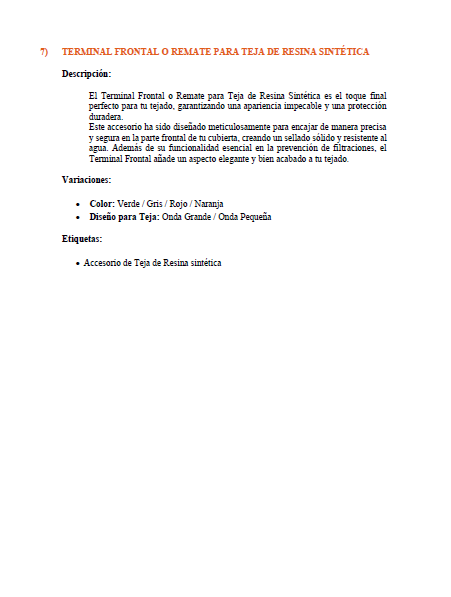 7) TERMINAL FRONTAL O REMATE PARA TEJA DE RESINA SINTÉTICA
Descripción:
El Terminal Frontal o Remate para Teja de Resina Sintética es el toque final
perfecto para tu tejado, garantizando una apariencia impecable y una protección
duradera.
Este accesorio ha sido diseñado meticulosamente para encajar de manera precisa
y segura en la parte frontal de tu cubierta, creando un sellado sólido y resistente al
agua. Además de su funcionalidad esencial en la prevención de filtraciones, el
Terminal Frontal añade un aspecto elegante y bien acabado a tu tejado.
Variaciones:
• Color: Verde / Gris / Rojo / Naranja
• Diseño para Teja: Onda Grande / Onda Pequeña
Etiquetas:
• Accesorio de Teja de Resina sintética